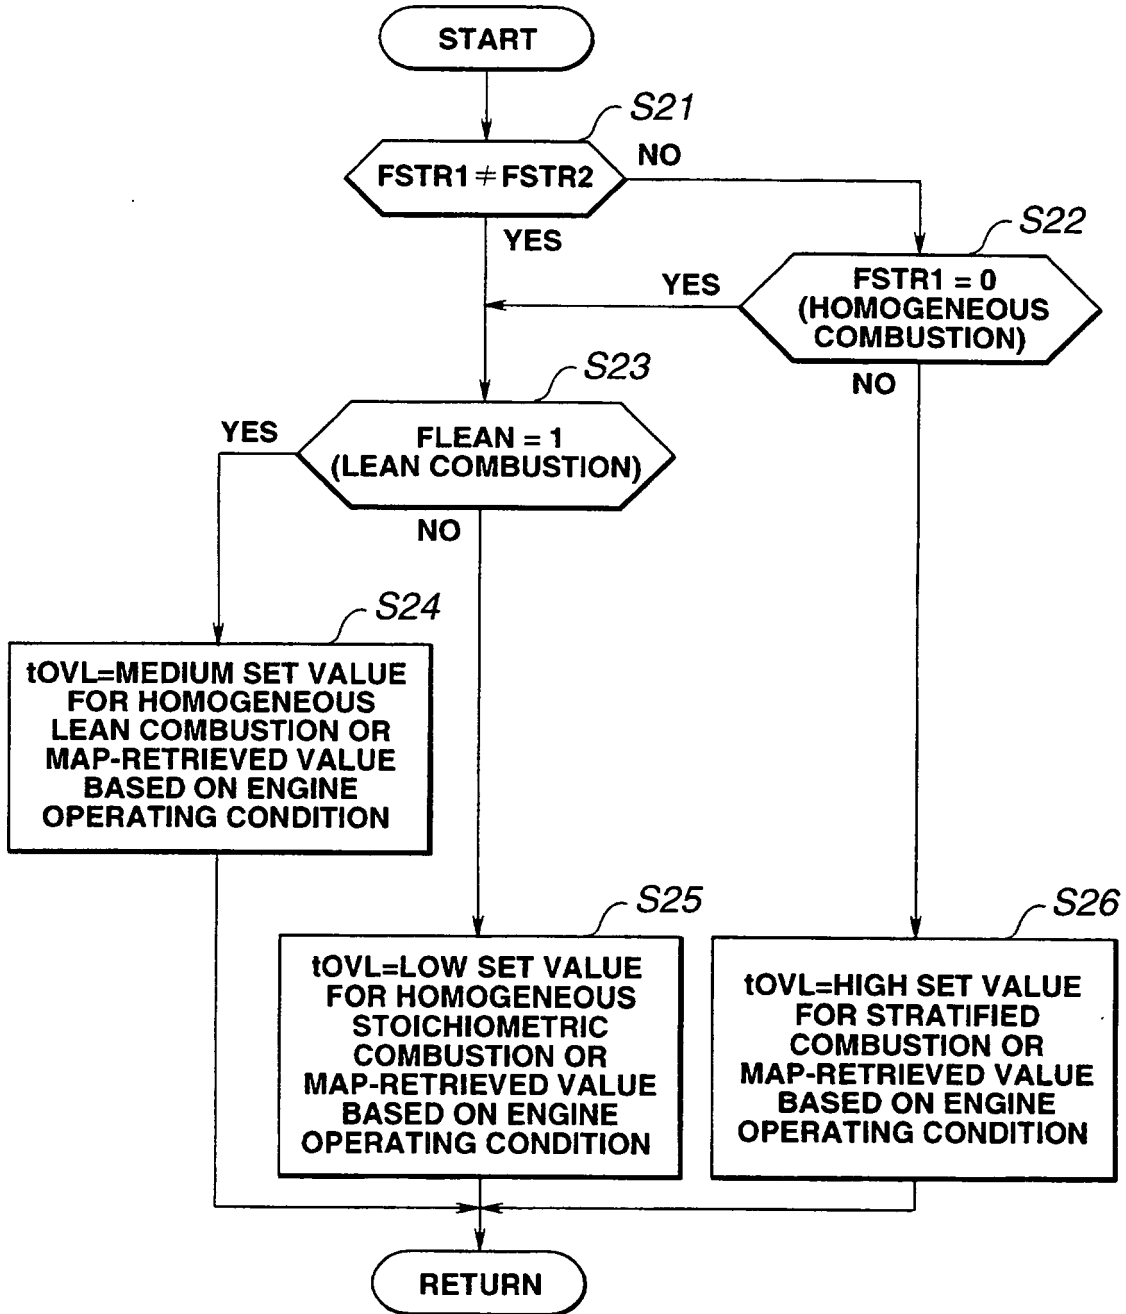 START
S21
FSTR1≠FSTR2
NO
YES
S22
FSTR1 = 0
(HOMOGENEOUS
COMBUSTION)
YES
NO
S23
FLEAN = 1
(LEAN COMBUSTION)
YES
NO
S24
tOVL=MEDIUM SET VALUE
FOR HOMOGENEOUS
LEAN COMBUSTION OR
MAP-RETRIEVED VALUE
BASED ON ENGINE
OPERATING CONDITION
S25
tOVL=LOW SET VALUE
FOR HOMOGENEOUS
STOICHIOMETRIC
COMBUSTION OR
MAP-RETRIEVED VALUE
BASED ON ENGINE
OPERATING CONDITION
S26
tOVL=HIGH SET VALUE
FOR STRATIFIED
COMBUSTION OR
MAP-RETRIEVED VALUE
BASED ON ENGINE
OPERATING CONDITION
RETURN